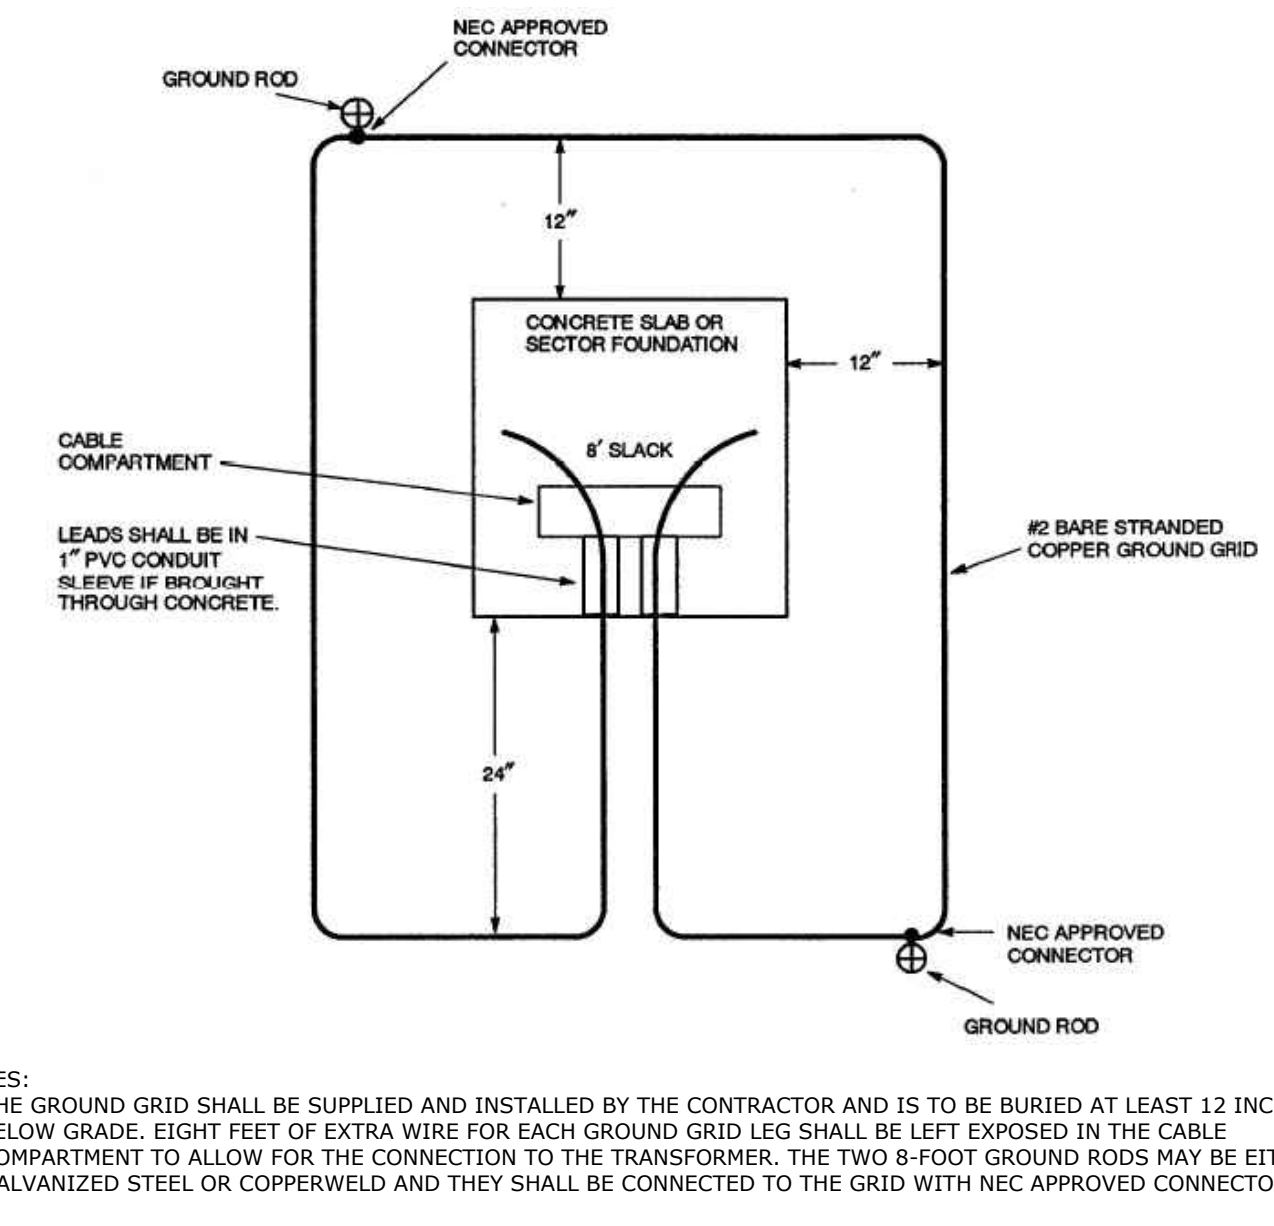 NEC APPROVED
CONNECTOR
GROUND ROD
12"
CONCRETE SLAB OR
SECTOR FOUNDATION
12"
CABLE
COMPARTMENT
8' SLACK
LEADS SHALL BE IN
1" PVC CONDUIT
SLEEVE IF BROUGHT
THROUGH CONCRETE.
#2 BARE STRANDED
COPPER GROUND GRID
24"
NEC APPROVED
CONNECTOR
GROUND ROD
ES:
HE GROUND GRID SHALL BE SUPPLIED AND INSTALLED BY THE CONTRACTOR AND IS TO BE BURIED AT LEAST 12 INC
ELOW GRADE. EIGHT FEET OF EXTRA WIRE FOR EACH GROUND GRID LEG SHALL BE LEFT EXPOSED IN THE CABLE
OMPARTMENT TO ALLOW FOR THE CONNECTION TO THE TRANSFORMER. THE TWO 8-FOOT GROUND RODS MAY BE EIT
ALVANIZED STEEL OR COPPERWELD AND THEY SHALL BE CONNECTED TO THE GRID WITH NEC APPROVED CONNECTO